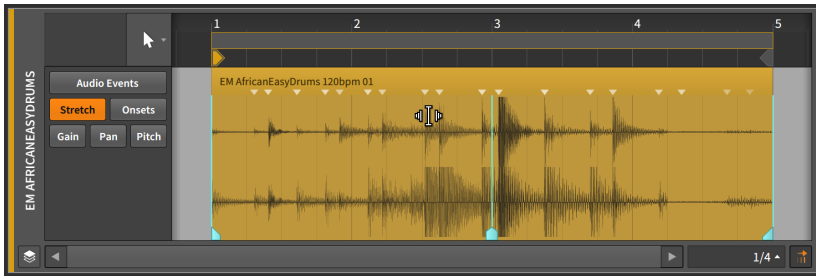 1 2 3 4 5
EM AFRICANEASYDRUMS
Audio Events
Stretch Onsets
Gain Pan Pitch
EM AfricanEasyDrums 120bpm 01
1/4